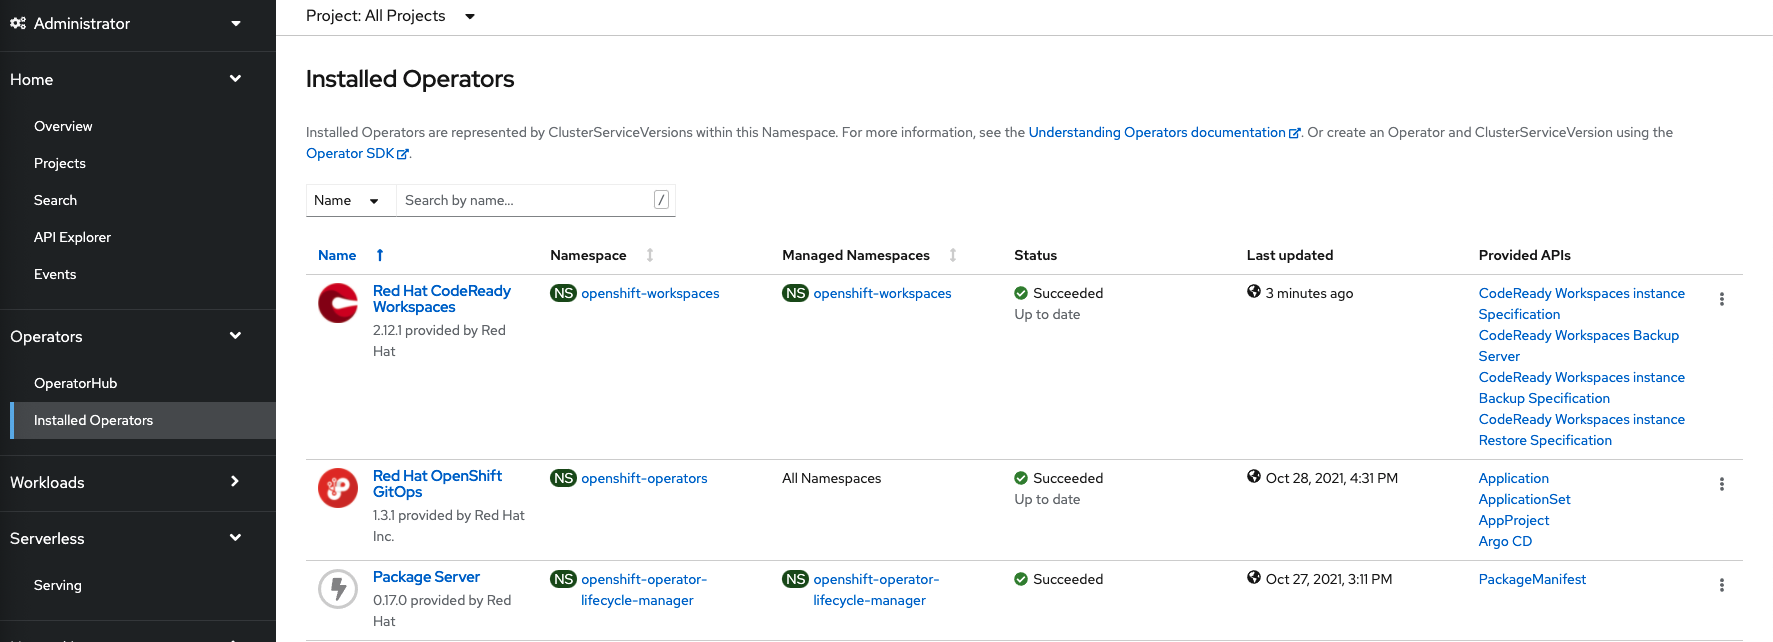 Administrator
Project: All Projects
Home
Overview
Projects
Search
API Explorer
Events
Operators
OperatorHub
Installed Operators
Workloads
Serverless
Serving
Installed Operators
Installed Operators are represented by ClusterServiceVersions within this Namespace. For more information, see the Understanding Operators documentation. Or create an Operator and ClusterServiceVersion using the
Operator SDK.
Name Search by name... /
Name Namespace Managed Namespaces Status Last updated Provided APIs
Red Hat CodeReady
Workspaces
2.12.1 provided by Red
Hat
NS openshift-workspaces
NS openshift-workspaces
Succeeded
Up to date
3 minutes ago
CodeReady Workspaces instance
Specification
CodeReady Workspaces Backup
Server
CodeReady Workspaces instance
Backup Specification
CodeReady Workspaces instance
Restore Specification
Red Hat OpenShift
GitOps
1.3.1 provided by Red Hat
Inc.
NS openshift-operators
All Namespaces
Succeeded
Up to date
Oct 28, 2021, 4:31 PM
Application
ApplicationSet
AppProject
Argo CD
Package Server
0.17.0 provided by Red
Hat
NS openshift-operator-
lifecycle-manager
NS openshift-operator-
lifecycle-manager
Succeeded
Oct 27, 2021, 3:11 PM
PackageManifest